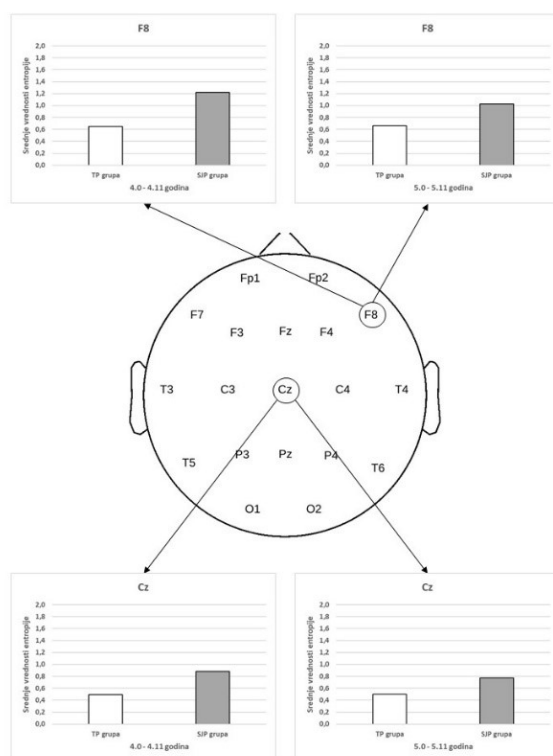 F8
Srednje vrednosti entropije
2,0
1,8
1,6
1,4
1,2
1,0
0,8
0,6
0,4
0,2
0,0
TP grupa SJP grupa
4.0 - 4.11 godina
F8
Srednje vrednosti entropije
2,0
1,8
1,6
1,4
1,2
1,0
0,8
0,6
0,4
0,2
0,0
TP grupa SJP grupa
5.0 - 5.11 godina
Fp1 Fp2
F7 F8
F3 Fz F4
T3 C3 Cz C4 T4
P3 Pz P4
T5 T6
O1 O2
Cz
Srednje vrednosti entropije
2,0
1,8
1,6
1,4
1,2
1,0
0,8
0,6
0,4
0,2
0,0
TP grupa SJP grupa
4.0 - 4.11 godina
Cz
Srednje vrednosti entropije
2,0
1,8
1,6
1,4
1,2
1,0
0,8
0,6
0,4
0,2
0,0
TP grupa SJP grupa
5.0 - 5.11 godina